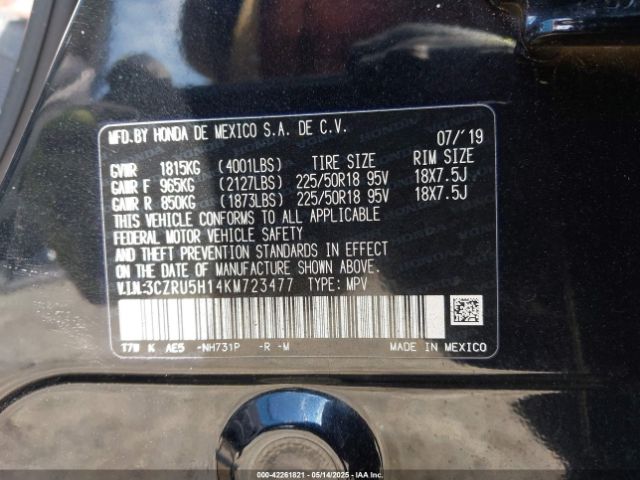 MFD.BY HONDA DE MEXICO S.A. DE C.V. 07/'19
GVWR 1815KG (4001LBS) TIRE SIZE RIM SIZE
GAWR F 965KG (2127LBS) 225/50R18 95V 18X7.5J
GAWR R 850KG (1873LBS) 225/50R18 95V 18X7.5J
THIS VEHICLE CONFORMS TO ALL APPLICABLE
FEDERAL MOTOR VEHICLE SAFETY
AND THEFT PREVENTION STANDARDS IN EFFECT
ON THE DATE OF MANUFACTURE SHOWN ABOVE.
V.I.N.:3CZRU5H14KM723477 TYPE: MPV
T7W K AE5 -NH731P -R -M MADE IN MEXICO
00-42261821 | 05/14/2025 | IAA Inc.